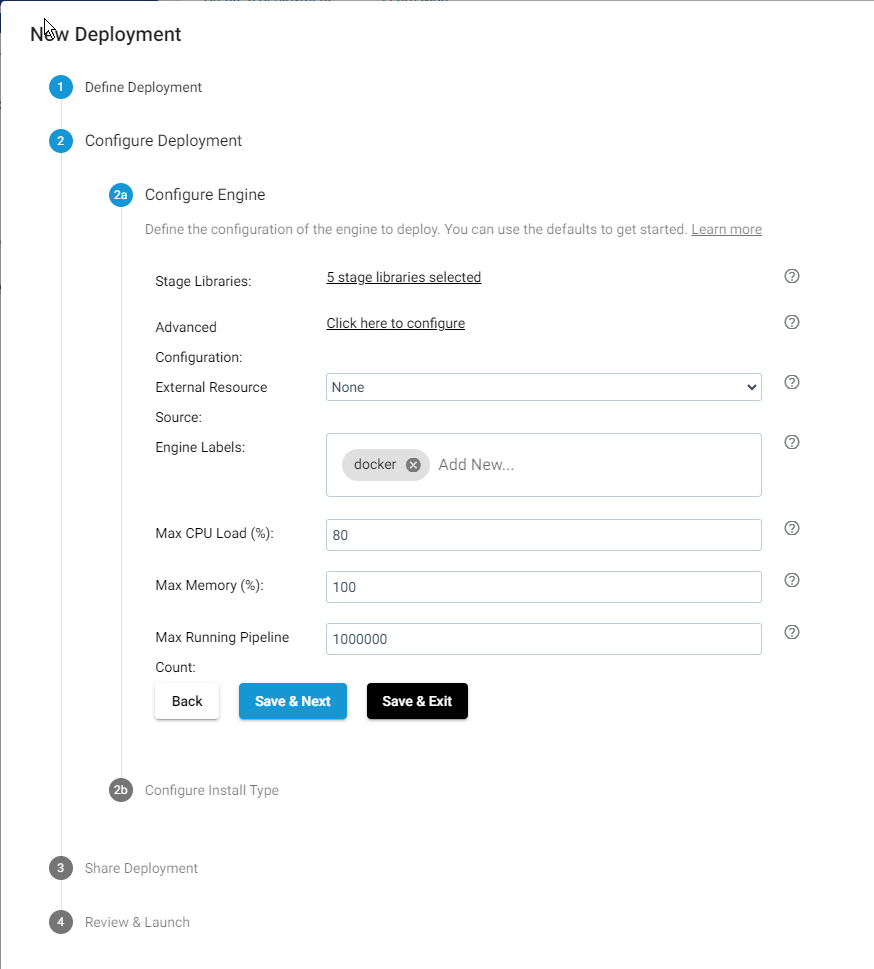 New Deployment
1 Define Deployment
2 Configure Deployment
2a Configure Engine
Define the configuration of the engine to deploy. You can use the defaults to get started. Learn more
Stage Libraries: 5 stage libraries selected
Advanced Click here to configure
Configuration:
External Resource None
Source:
Engine Labels: docker Add New...
Max CPU Load (%): 80
Max Memory (%): 100
Max Running Pipeline 1000000
Count:
Back Save & Next Save & Exit
2b Configure Install Type
3 Share Deployment
4 Review & Launch